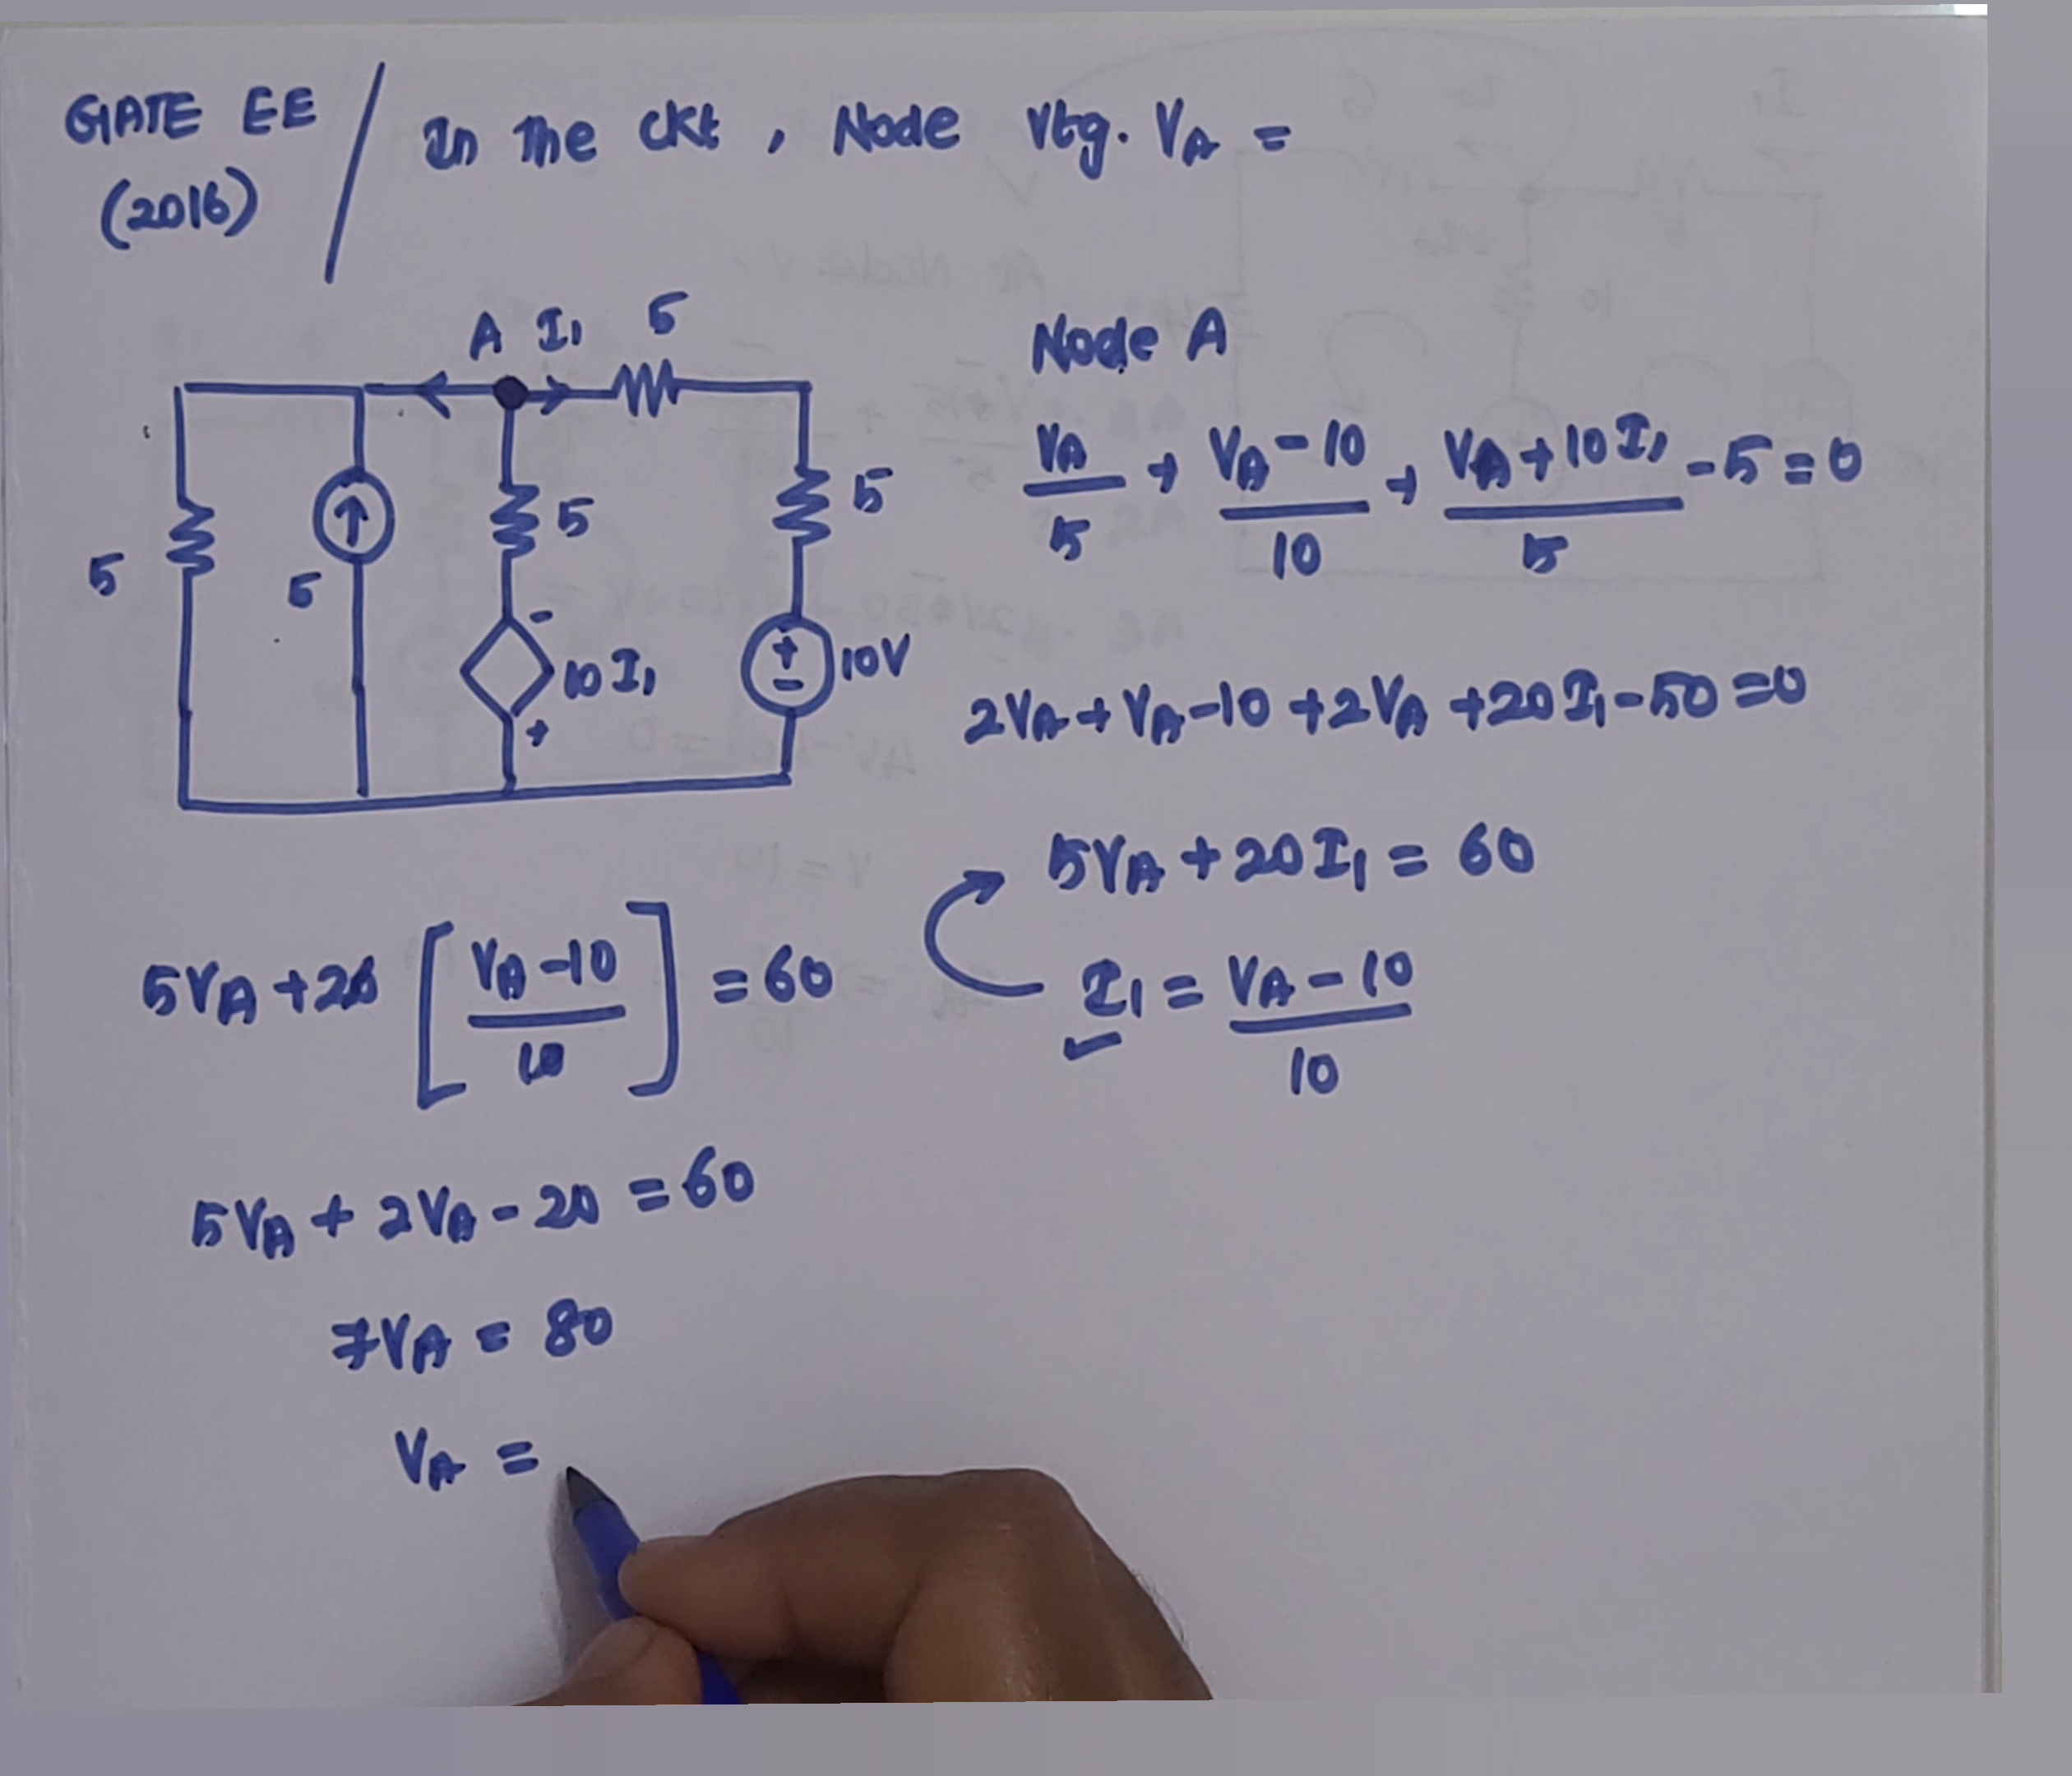 GATE EE
(2016)
In The ckt, Node Vtg. VA =
A I1 5
5
5
5
5
-
10 I1
+
+
-
10V
Node A
VA/5 + VA-10/10 + VA+10I1/5 -5=0
2VA+VA-10+2VA+20I1-50=0
5VA+20I1=60
I1=VA-10/10
5VA+20[VA-10/10]=60
5VA+2VA-20=60
7VA=80
VA=